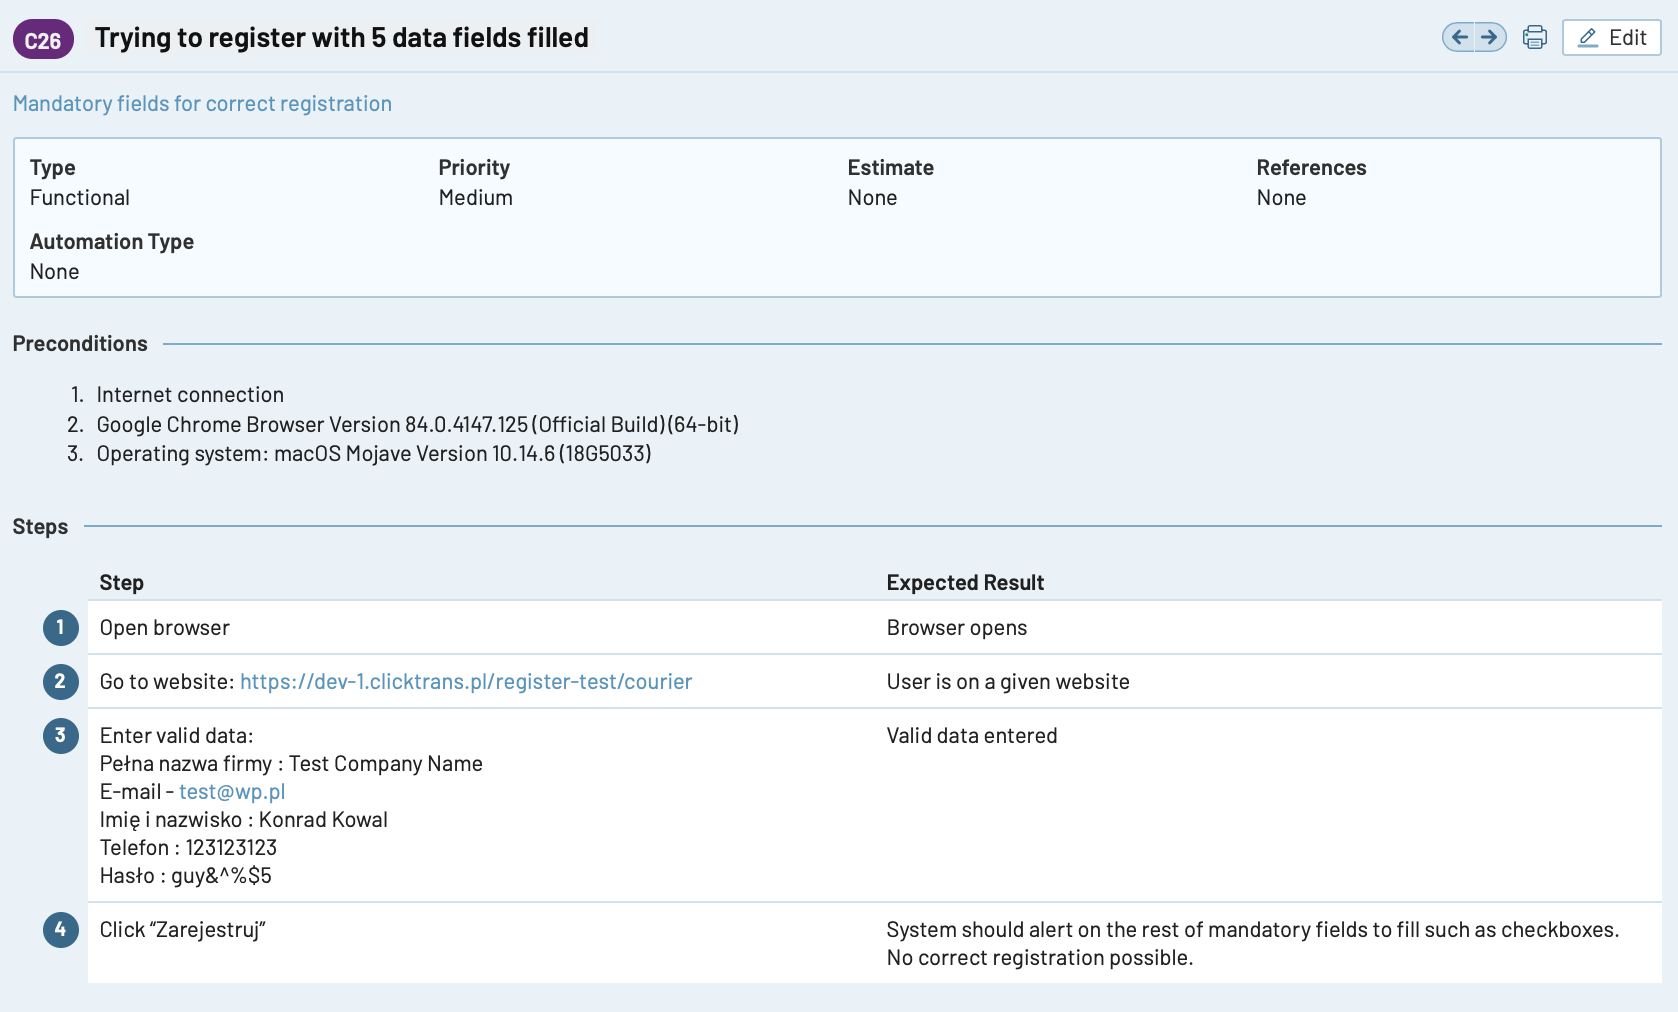 C26 Trying to register with 5 data fields filled
Edit
Mandatory fields for correct registration
Type Priority Estimate References
Functional Medium None None
Automation Type
None
Preconditions
1. Internet connection
2. Google Chrome Browser Version 84.0.4147.125 (Official Build) (64-bit)
3. Operating system: macOS Mojave Version 10.14.6 (18G5033)
Steps
Step Expected Result
1 Open browser Browser opens
2 Go to website: https://dev-1.clicktrans.pl/register-test/courier User is on a given website
3 Enter valid data: Valid data entered
Pełna nazwa firmy : Test Company Name
E-mail - test@wp.pl
Imię i nazwisko : Konrad Kowal
Telefon : 123123123
Hasło : guy&^%$5
4 Click “Zarejestruj” System should alert on the rest of mandatory fields to fill such as checkboxes.
No correct registration possible.